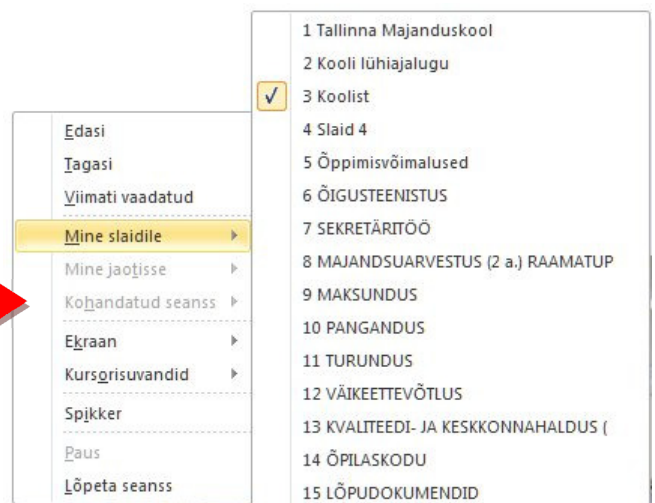 Edasi
Tagasi
Viimati vaadatud
Mine slaidile
Mine jaotisse
Kohandatud seanss
Ekraan
Kursorisuvandid
Spikker
Paus
Lõpeta seanss
1 Tallinna Majanduskool
2 Kooli lühiajalugu
3 Koolist
4 Slaid 4
5 Õppimisvõimalused
6 ÕIGUSTEENISTUS
7 SEKRETÄRITÖÖ
8 MAJANDSUARVESTUS (2 a.) RAAMATUP
9 MAKSUNDUS
10 PANGANDUS
11 TURUNDUS
12 VÄIKEETTEVÕTLUS
13 KVALITEEDI- JA KESKKONNAHALDUS (
14 ÕPILASKODU
15 LÕPUDOKUMENDID